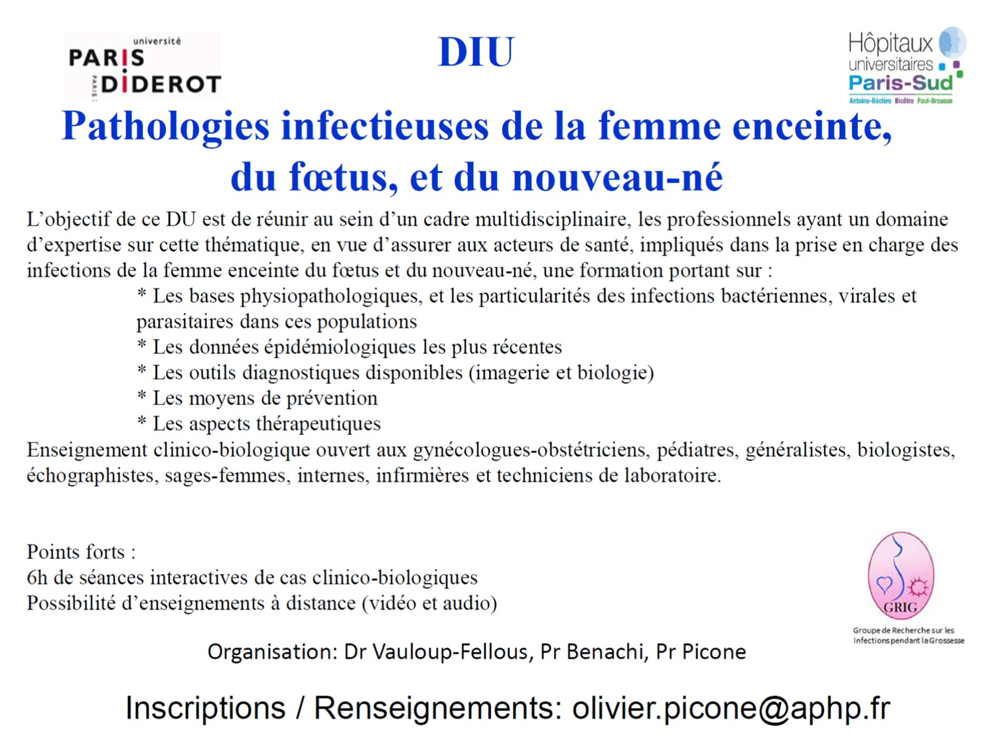 université
PARIS
PARIS 7
DIDEROT
DIU
Hôpitaux
universitaires
Paris-Sud
Antoine-Béclère Bicêtre Paul-Brousse
Pathologies infectieuses de la femme enceinte,
du fœtus, et du nouveau-né
L’objectif de ce DU est de réunir au sein d’un cadre multidisciplinaire, les professionnels ayant un domaine
d’expertise sur cette thématique, en vue d’assurer aux acteurs de santé, impliqués dans la prise en charge des
infections de la femme enceinte du fœtus et du nouveau-né, une formation portant sur :
* Les bases physiopathologiques, et les particularités des infections bactériennes, virales et
parasitaires dans ces populations
* Les données épidémiologiques les plus récentes
* Les outils diagnostiques disponibles (imagerie et biologie)
* Les moyens de prévention
* Les aspects thérapeutiques
Enseignement clinico-biologique ouvert aux gynécologues-obstétriciens, pédiatres, généralistes, biologistes,
échographistes, sages-femmes, internes, infirmières et techniciens de laboratoire.
Points forts :
6h de séances interactives de cas clinico-biologiques
Possibilité d’enseignements à distance (vidéo et audio)
GRIG
Groupe de Recherche sur les
Infections pendant la Grossesse
Organisation: Dr Vauloup-Fellous, Pr Benachi, Pr Picone
Inscriptions / Renseignements: olivier.picone@aphp.fr